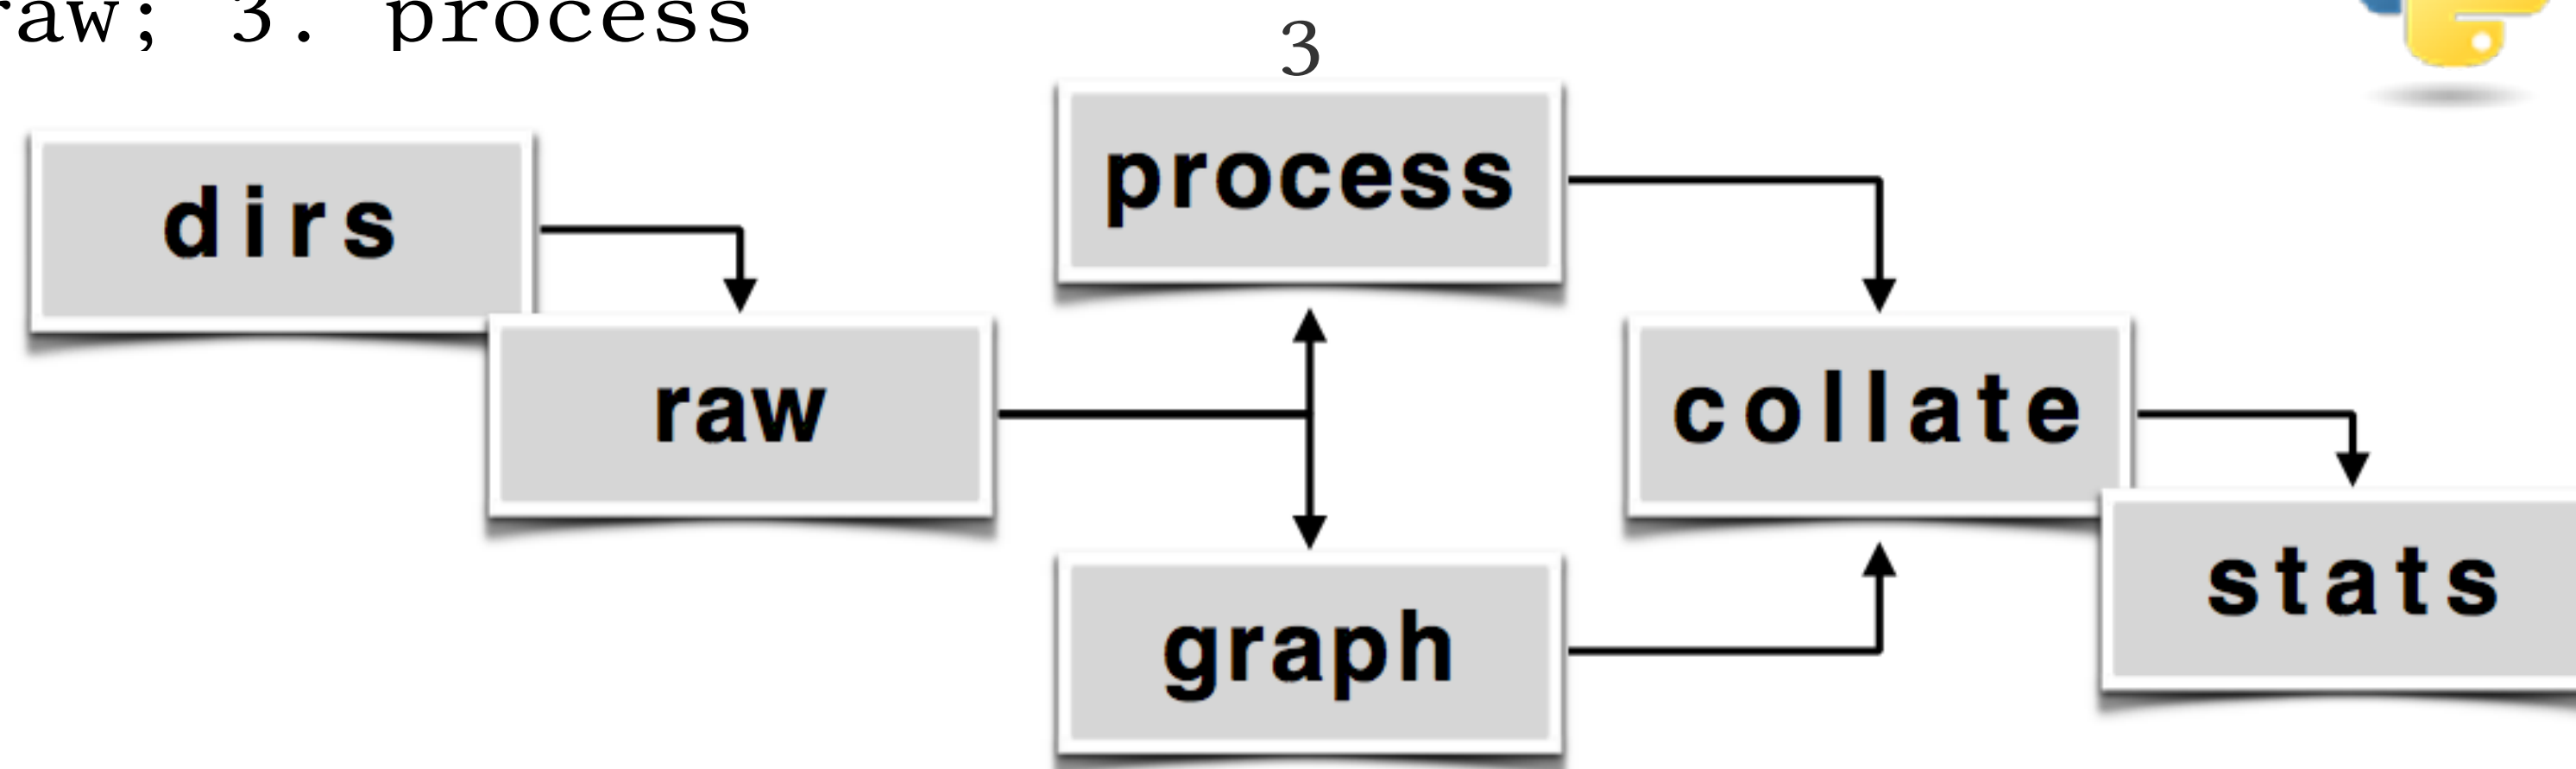 raw; 3. process
3
process
dirs
raw
collate
stats
graph